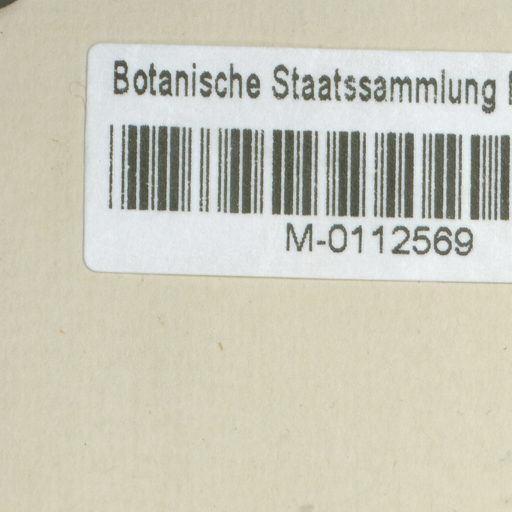 Botanische Staatssammlung
M-0112569